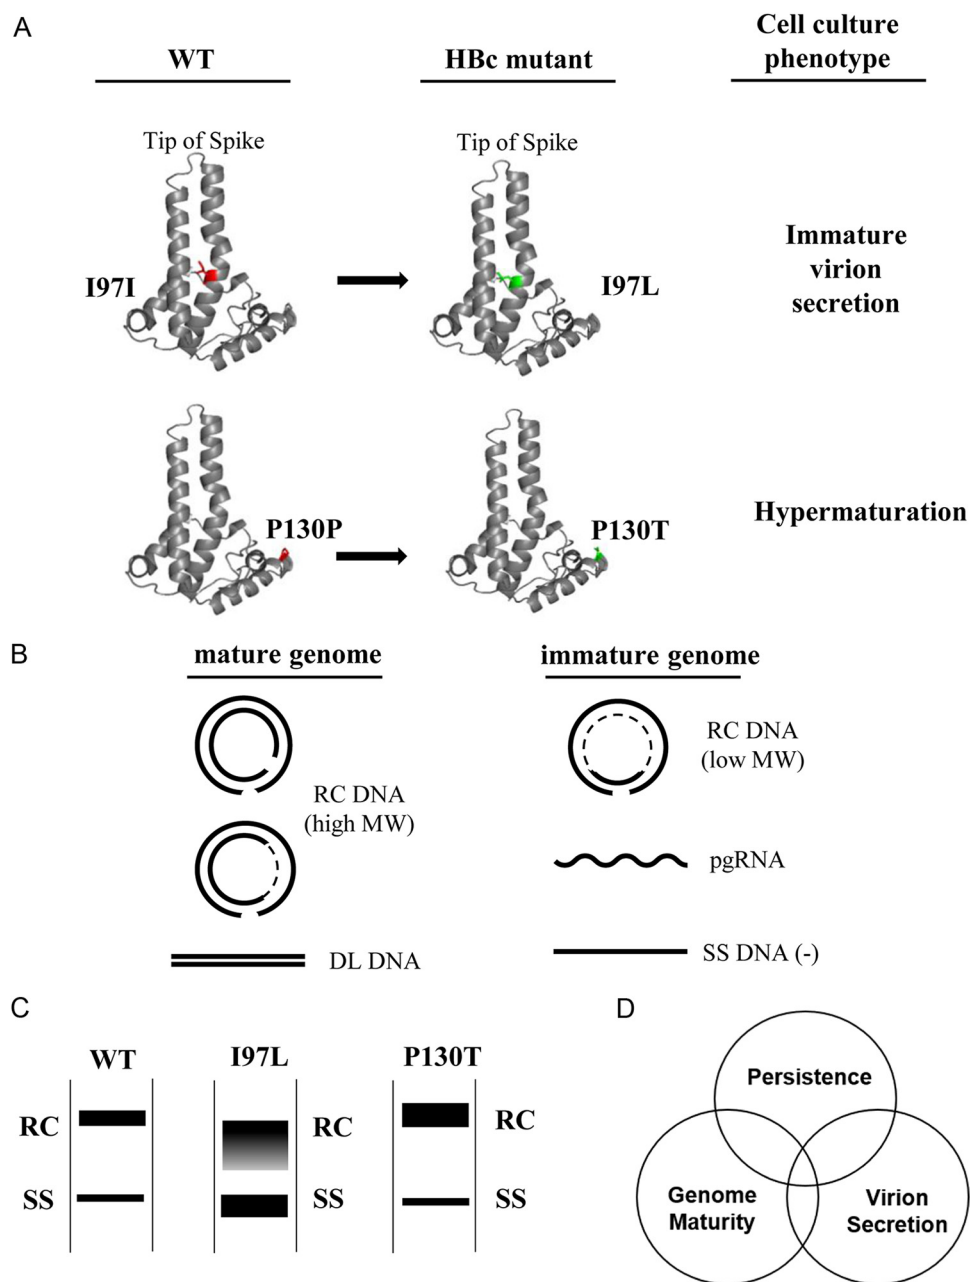 A
WT
HBc mutant
Cell culture
phenotype
Tip of Spike
Tip of Spike
I97I
I97L
Immature
virion
secretion
P130P
P130T
Hypermaturation
B
mature genome
immature genome
RC DNA
(high MW)
DL DNA
RC DNA
(low MW)
pgRNA
SS DNA (-)
C
WT
I97L
P130T
RC
RC
RC
SS
SS
SS
D
Persistence
Genome
Maturity
Virion
Secretion